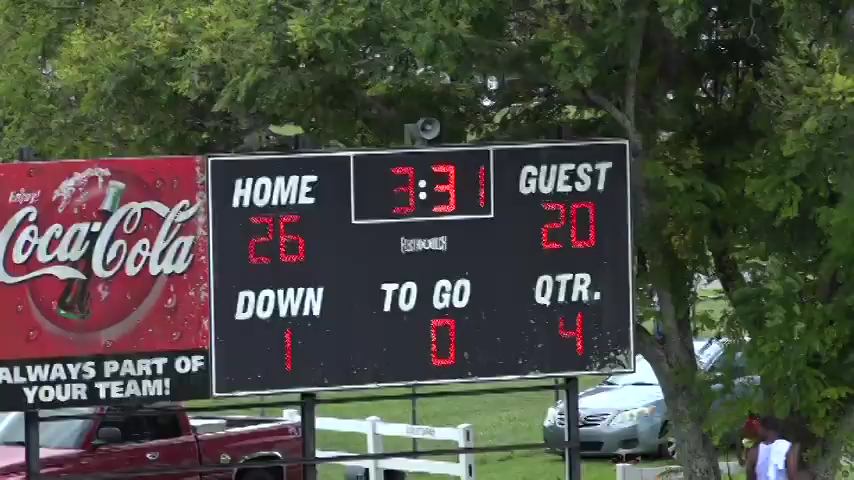 Enjoy!
Coca-Cola
ALWAYS PART OF
YOUR TEAM!
HOME 3:31 GUEST
26 20
DOWN TO GO QTR.
1 0 4